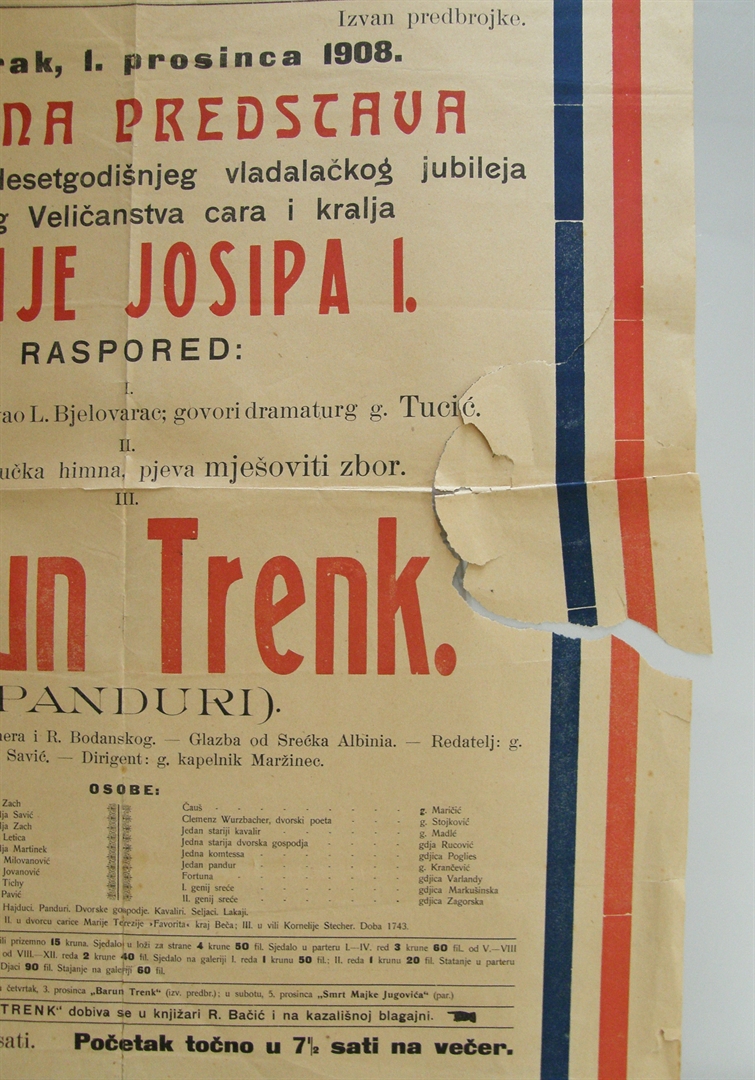 Izvan predbrojke.
rak, 1. prosinca 1908.
NA PREDSTAVA
desetgodišnjeg vladalačkog jubileja
g Veličanstva cara i kralja
IJE JOSIPA I.
RASPORED:
I.
vao L. Bjelovarac; govori dramaturg g. Tucić.
II.
učka himna, pjeva mješoviti zbor.
III.
un Trenk.
(PANDURI).
nera i R. Bodanskog. — Glazba od Srećka Albinia. — Redatelj: g.
Savić. — Dirigent: g. kapelnik Maržinec.
OSOBE:
Zach
dja Savić
dja Zach
Letica
dja Martinek
Milovanović
Jovanović
Tichy
Pavić
Čauš - - - - - - - g. Maričić
Clemenz Wurzbacher, dvorski poeta - - - - g. Stojković
Jedan stariji kavalir - - - - - - g. Madlé
Jedna starija dvorska gospodja - - - - gdja Rucović
Jedna komtessa - - - - - - gdjica Poglies
Jedan pandur - - - - - - g. Krančević
Fortuna - - - - - - - gdjica Varlandy
I. genij sreće - - - - - - gdjica Markušinska
II. genij sreće - - - - - - gdjica Zagorska
Hajduci. Panduri. Dvorske gospodje. Kavaliri. Seljaci. Lakaji.
II. u dvorcu carice Marije Terezije »Favorita« kraj Beča; III. u vili Kornelije Stecher. Doba 1743.
ili prizemno 15 kruna. Sjedalo u loži za strane 4 krune 50 fil. Sjedalo u parteru I.—IV. red 3 krune 60 fil. od V.—VIII
od VIII.—XII. reda 2 krune 40 fil. Sjedalo na galeriji I. reda 1 krunu 50 fil.; II. reda 1 krunu 20 fil. Statanje u parteru
Djaci 90 fil. Stajanje na galeriji 60 fil.
u četvrtak, 3. prosinca „Barun Trenk“ (izv. predbr.); u subotu, 5. prosinca „Smrt Majke Jugovića“ (par.)
TRENK“ dobiva se u knjižari R. Bačić i na kazališnoj blagajni.
sati. Početak točno u 7½ sati na večer.